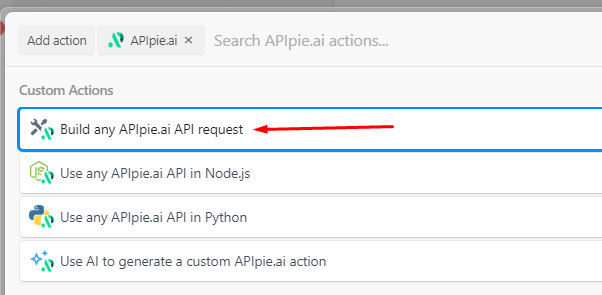 Add action APIpie.ai × Search APIpie.ai actions...
Custom Actions
Build any APIpie.ai API request
Use any APIpie.ai API in Node.js
Use any APIpie.ai API in Python
Use AI to generate a custom APIpie.ai action